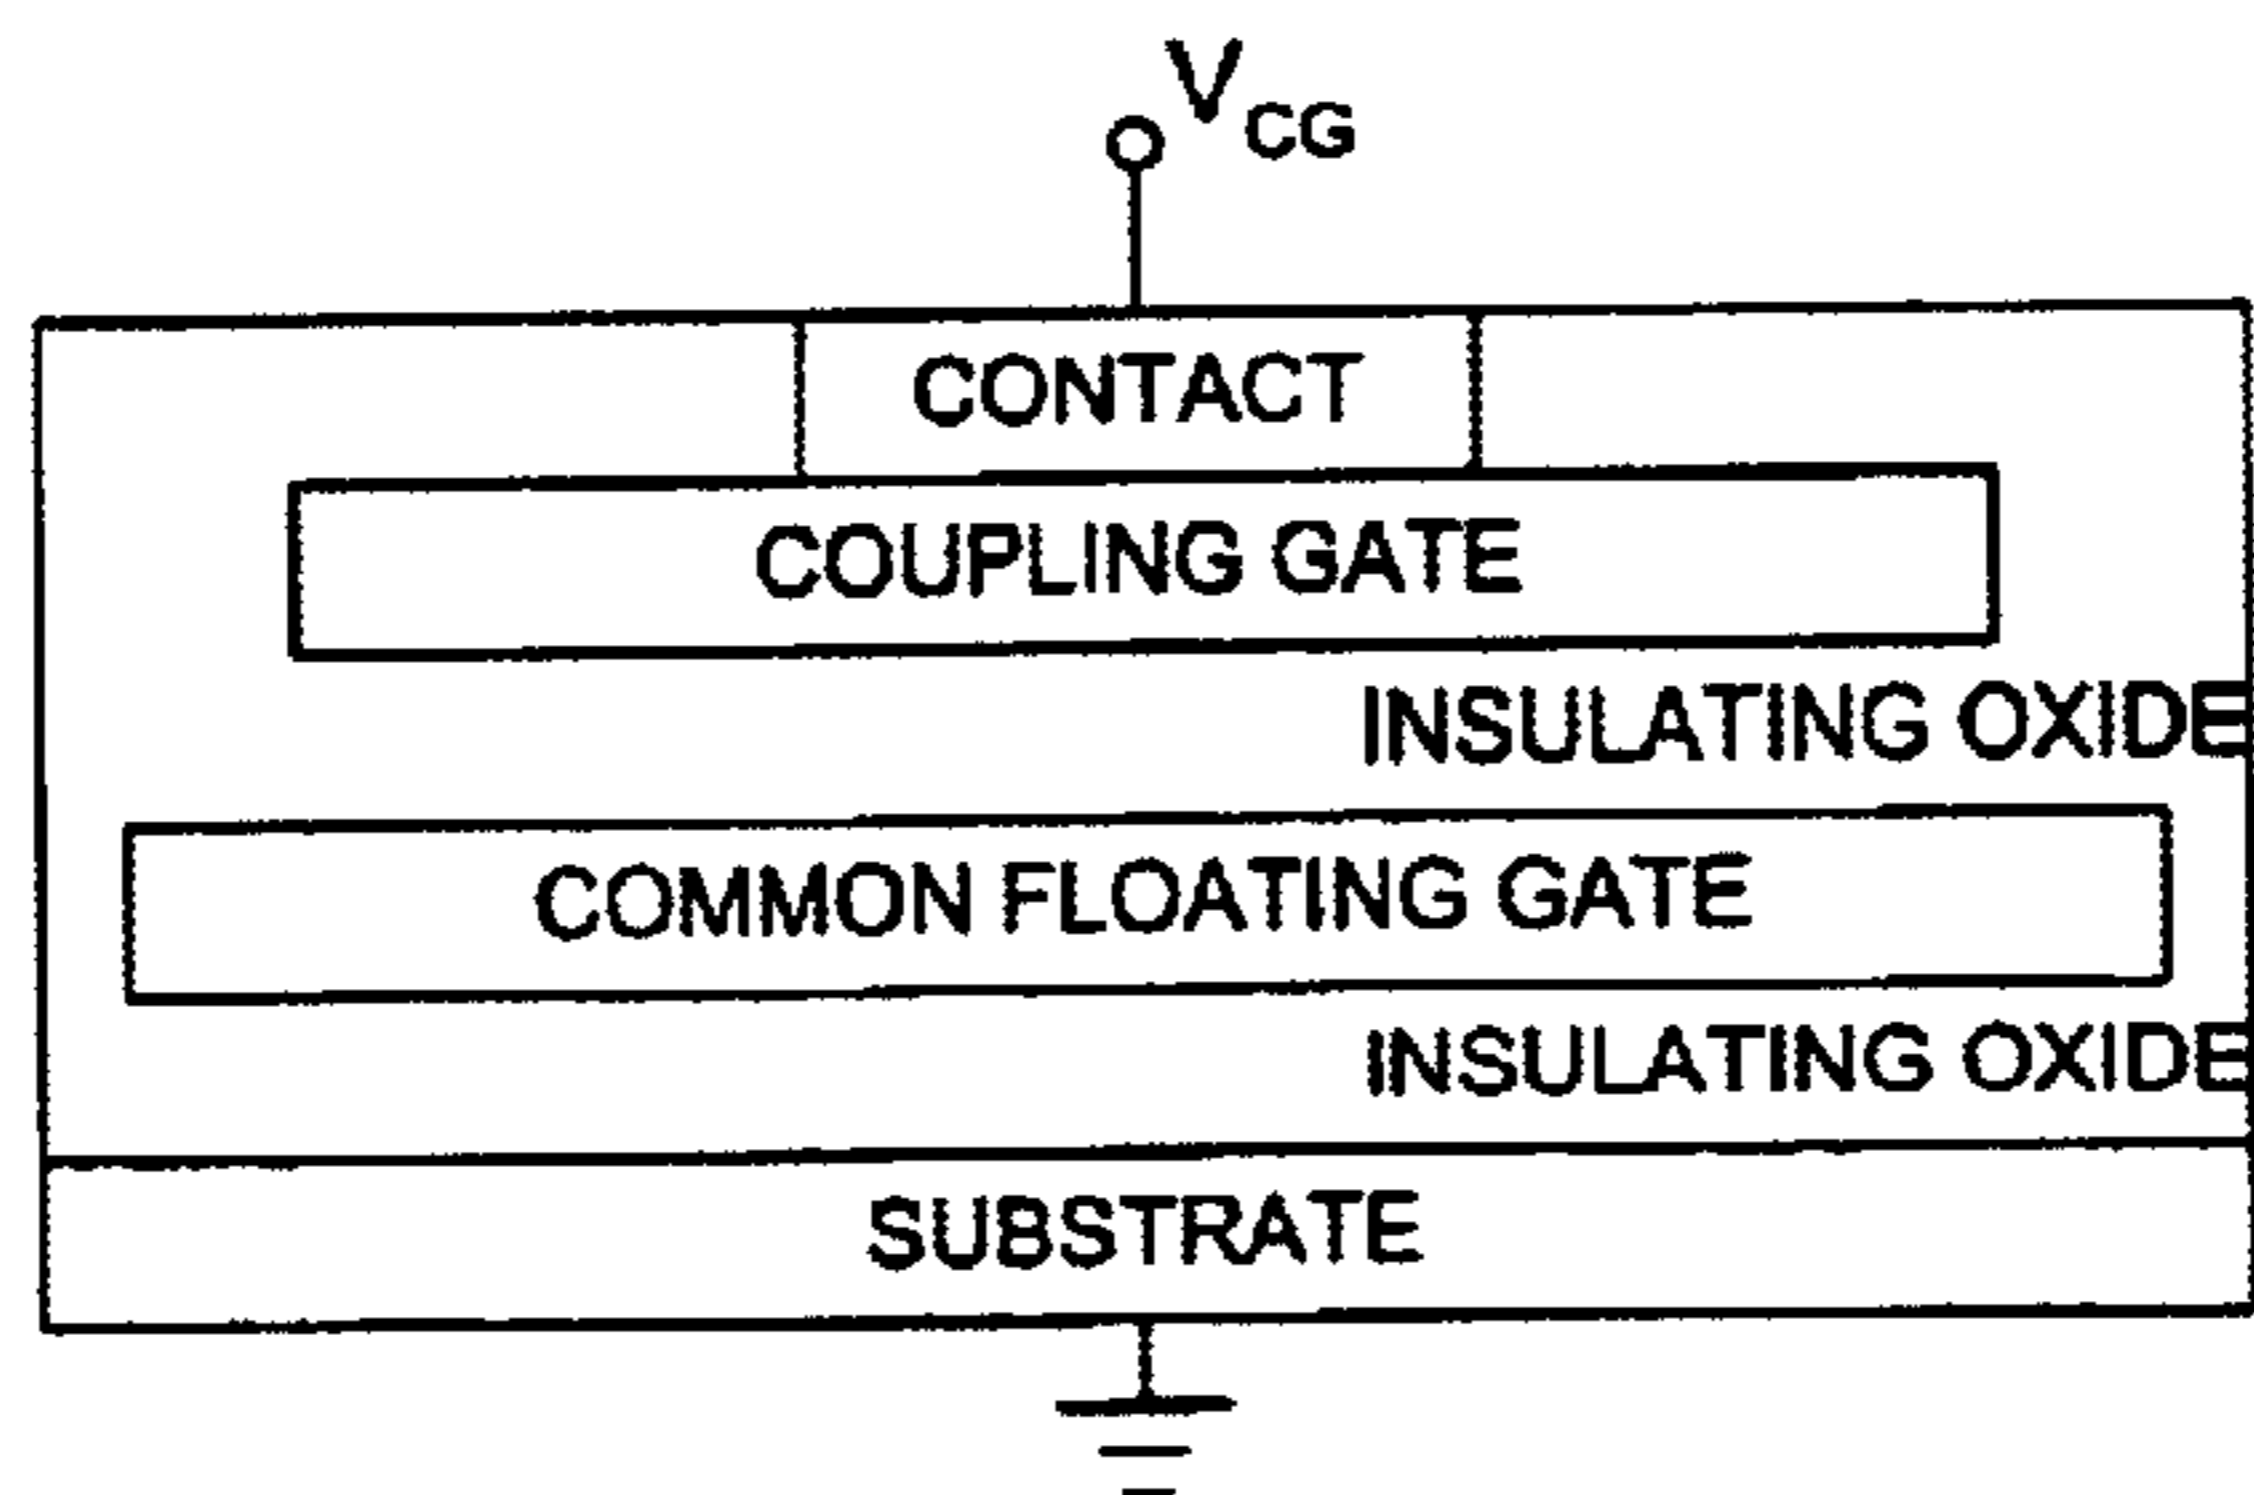 VCG
CONTACT
COUPLING GATE
INSULATING OXIDE
COMMON FLOATING GATE
INSULATING OXIDE
SUBSTRATE